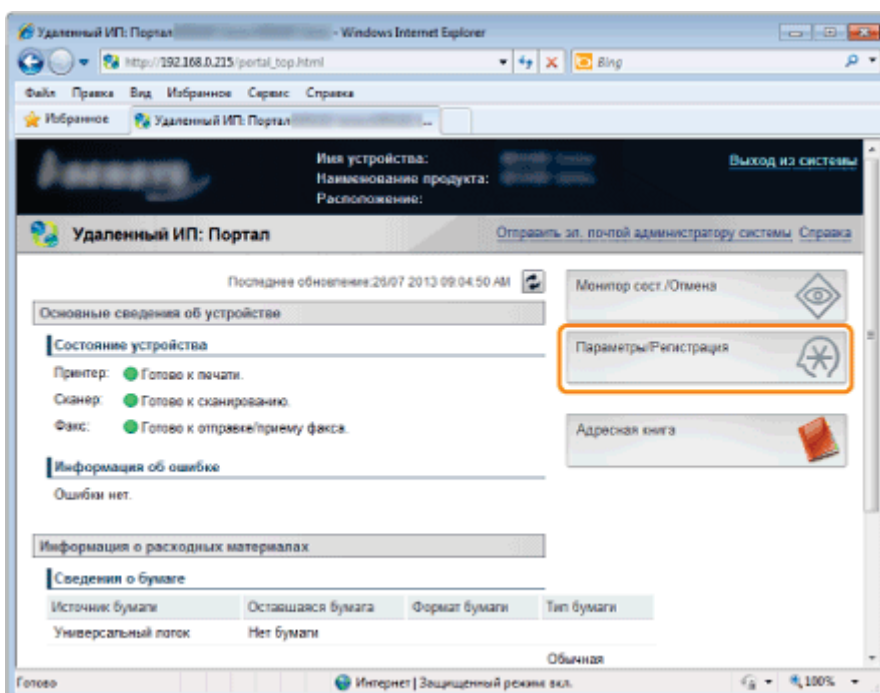 Удаленный ИП: Портал - Windows Internet Explorer
http://192.168.0.215/portal_top.html
Bing
Файл Правка Вид Избранное Сервис Справка
Избранное Удаленный ИП: Портал ...
Имя устройства:
Наименование продукта:
Расположение:
Выход из системы
Удаленный ИП: Портал
Отправить эл. почтой администратору системы Справка
Последнее обновление:26/07 2013 09:04:50 AM
Монитор сост./Отмена
Основные сведения об устройстве
Состояние устройства
Параметры/Регистрация
Принтер: Готово к печати.
Сканер: Готово к сканированию.
Факс: Готово к отправке/приему факса.
Адресная книга
Информация об ошибке
Ошибки нет.
Информация о расходных материалах
Сведения о бумаге
Источник бумаги Оставшаяся бумага Формат бумаги Тип бумаги
Универсальный лоток Нет бумаги
Обычная
Готово Интернет | Защищенный режим вкл. 100%